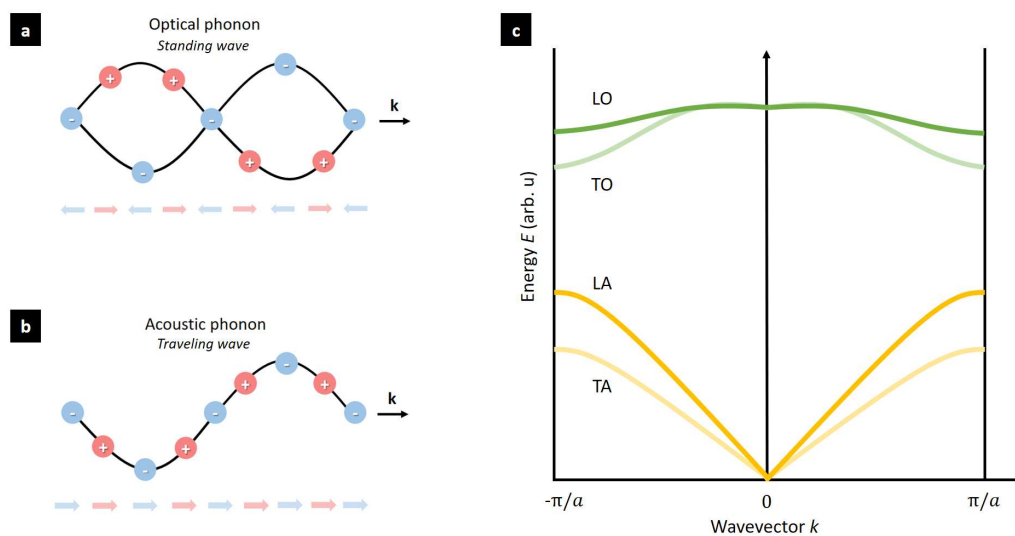 a
Optical phonon
Standing wave
+
+
-
-
-
-
-
+
+
k
b
Acoustic phonon
Traveling wave
-
+
-
+
-
+
-
+
-
k
c
LO
TO
LA
TA
Energy E (arb. u)
-π/a
0
π/a
Wavevector k